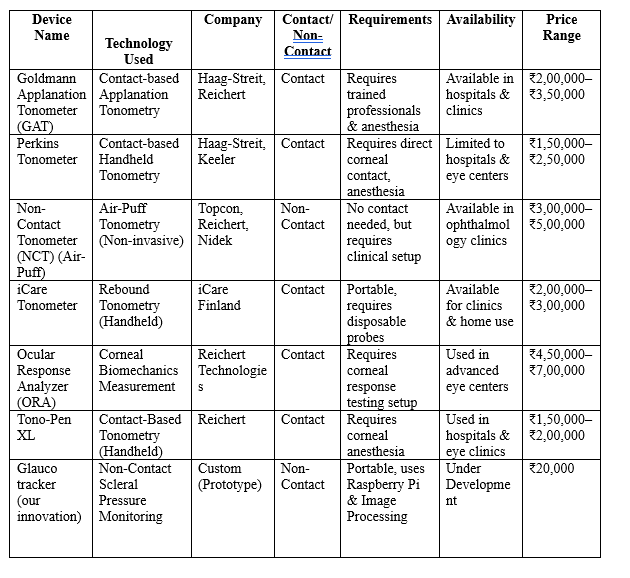 Device Name
Technology Used
Company
Contact/ Non- Contact
Requirements
Availability
Price Range
Goldmann Applanation Tonometer (GAT)
Contact-based Applanation Tonometry
Haag-Streit, Reichert
Contact
Requires trained professionals & anesthesia
Available in hospitals & clinics
₹2,00,000–₹3,50,000
Perkins Tonometer
Contact-based Handheld Tonometry
Haag-Streit, Keeler
Contact
Requires direct corneal contact, anesthesia
Limited to hospitals & eye centers
₹1,50,000–₹2,50,000
Non-Contact Tonometer (NCT) (Air-Puff)
Air-Puff Tonometry (Non-invasive)
Topcon, Reichert, Nidek
Non-Contact
No contact needed, but requires clinical setup
Available in ophthalmology clinics
₹3,00,000–₹5,00,000
iCare Tonometer
Rebound Tonometry (Handheld)
iCare Finland
Contact
Portable, requires disposable probes
Available for clinics & home use
₹2,00,000–₹3,00,000
Ocular Response Analyzer (ORA)
Corneal Biomechanics Measurement
Reichert Technologies
Contact
Requires corneal response testing setup
Used in advanced eye centers
₹4,50,000–₹7,00,000
Tono-Pen XL
Contact-Based Tonometry (Handheld)
Reichert
Contact
Requires corneal anesthesia
Used in hospitals & eye clinics
₹1,50,000–₹2,00,000
Glauco tracker (our innovation)
Non-Contact Scleral Pressure Monitoring
Custom (Prototype)
Non-Contact
Portable, uses Raspberry Pi & Image Processing
Under Development
₹20,000